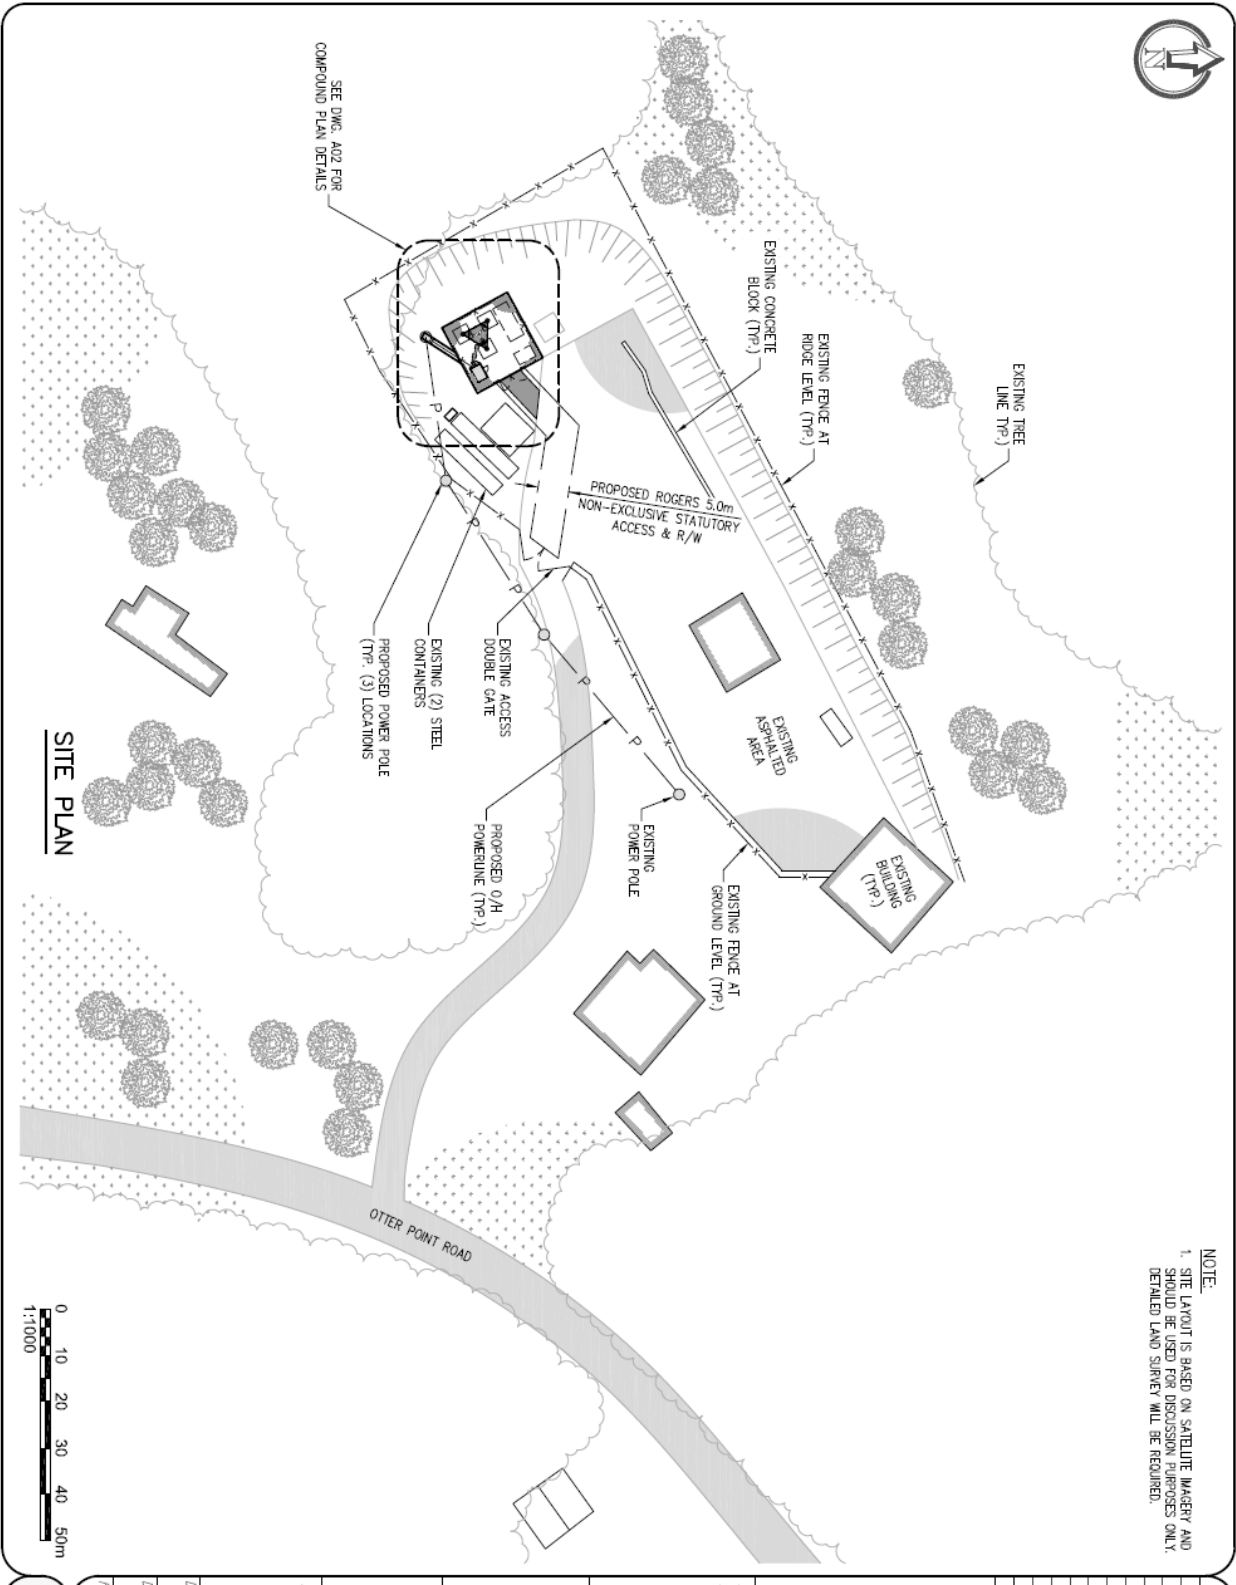 N
SEE DWG. A02 FOR
COMPOUND PLAN DETAILS
EXISTING CONCRETE
BLOCK (TYP.)
EXISTING FENCE AT
RIDGE LEVEL (TYP.)
EXISTING TREE
LINE TYP.)
PROPOSED ROGERS 5.0m
NON-EXCLUSIVE STATUTORY
ACCESS & R/W
PROPOSED POWER POLE
(TYP. (3) LOCATIONS
EXISTING (2) STEEL
CONTAINERS
EXISTING ACCESS
DOUBLE GATE
EXISTING
ASPHALTED
AREA
PROPOSED O/H
POWERLINE (TYP.)
EXISTING
POWER POLE
EXISTING FENCE AT
GROUND LEVEL (TYP.)
EXISTING
BUILDING
(TYP.)
P
P
P
P
P
OTTER POINT ROAD
SITE PLAN
NOTE:
1. SITE LAYOUT IS BASED ON SATELLITE IMAGERY AND
SHOULD BE USED FOR DISCUSSION PURPOSES ONLY.
DETAILED LAND SURVEY WILL BE REQUIRED.
0 10 20 30 40 50m
1:1000